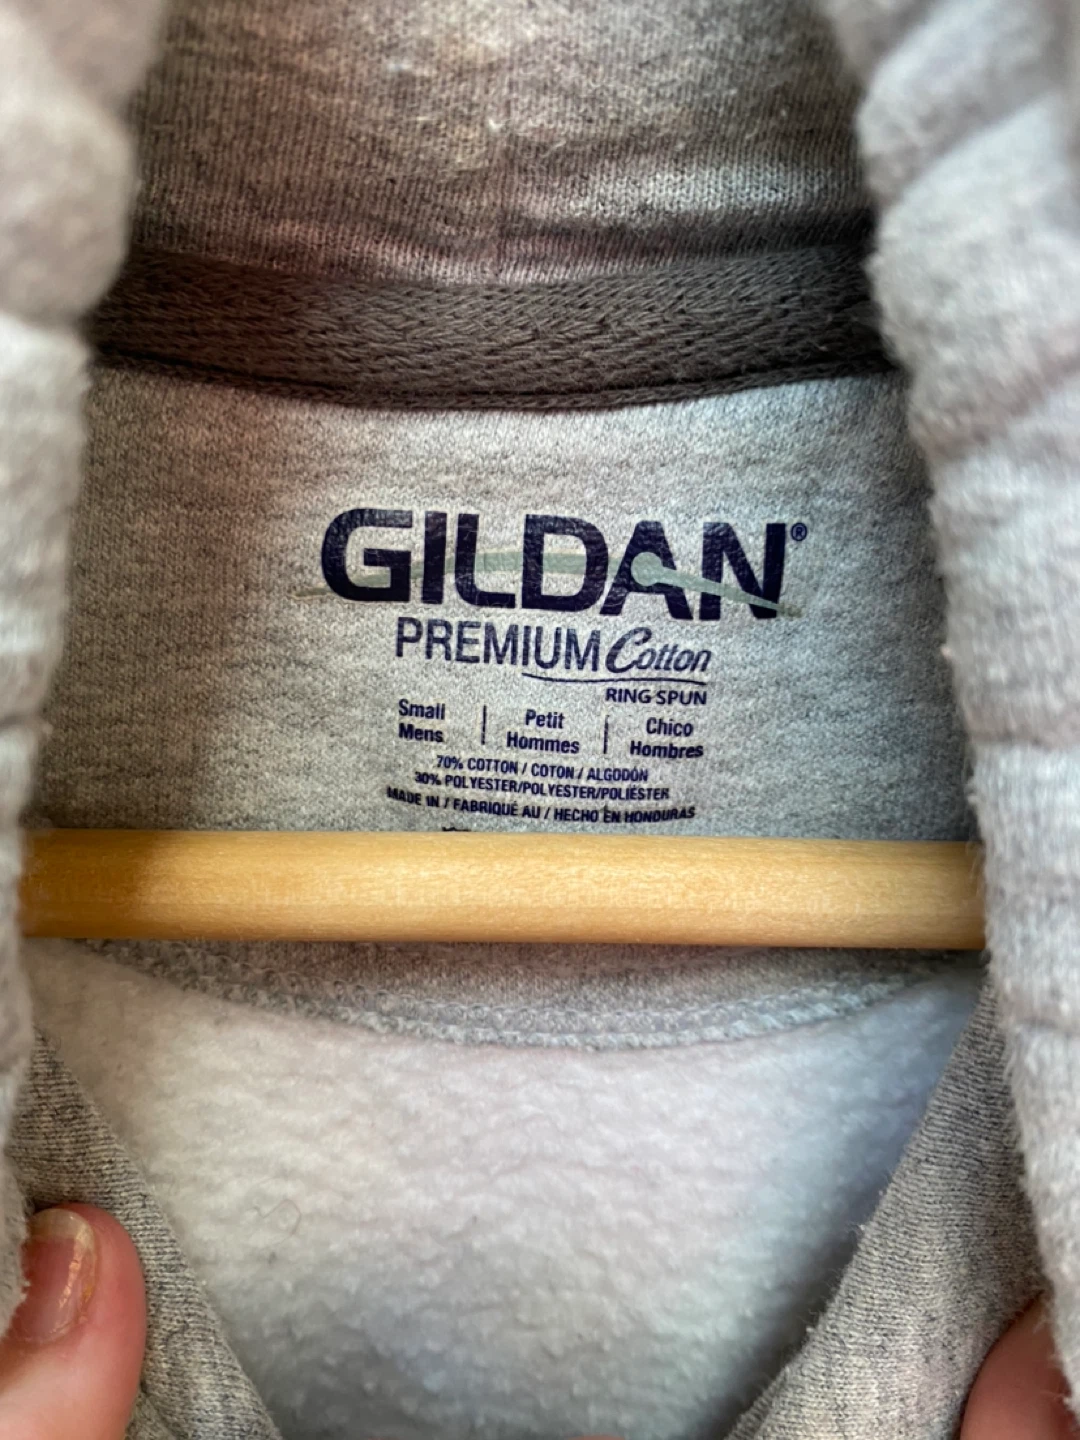 GILDAN®
PREMIUM Cotton
RING SPUN
Small | Petit | Chico
Mens | Hommes | Hombres
70% COTTON / COTON / ALGODÓN
30% POLYESTER/POLYESTER/POLIÉSTER
MADE IN / FABRIQUÉ AU / HECHO EN HONDURAS